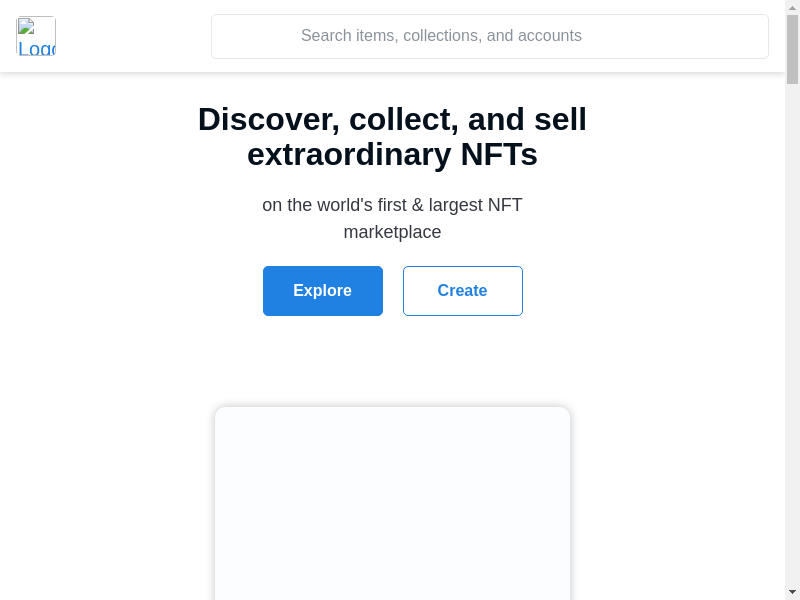 Logo
Search items, collections, and accounts
Discover, collect, and sell
extraordinary NFTs
on the world's first & largest NFT
marketplace
Explore
Create